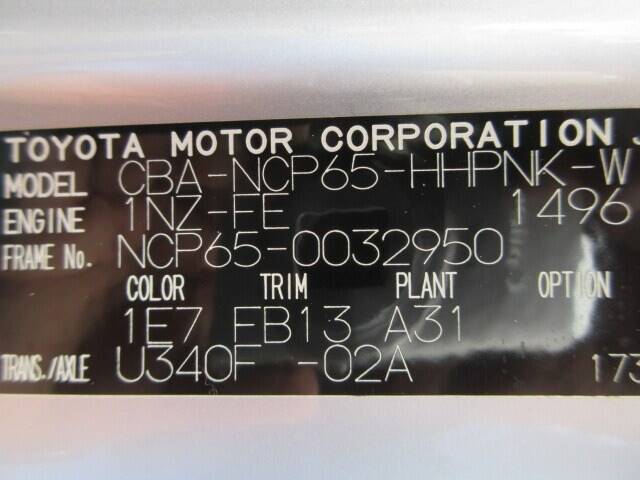 TOYOTA MOTOR CORPORATION J
MODEL CBA-NCP65-HHPNK-W
ENGINE 1NZ-FE 1496
FRAME No. NCP65-0032950
COLOR TRIM PLANT OPTION
1E7 FB13 A31
TRANS./AXLE U340F -02A 173